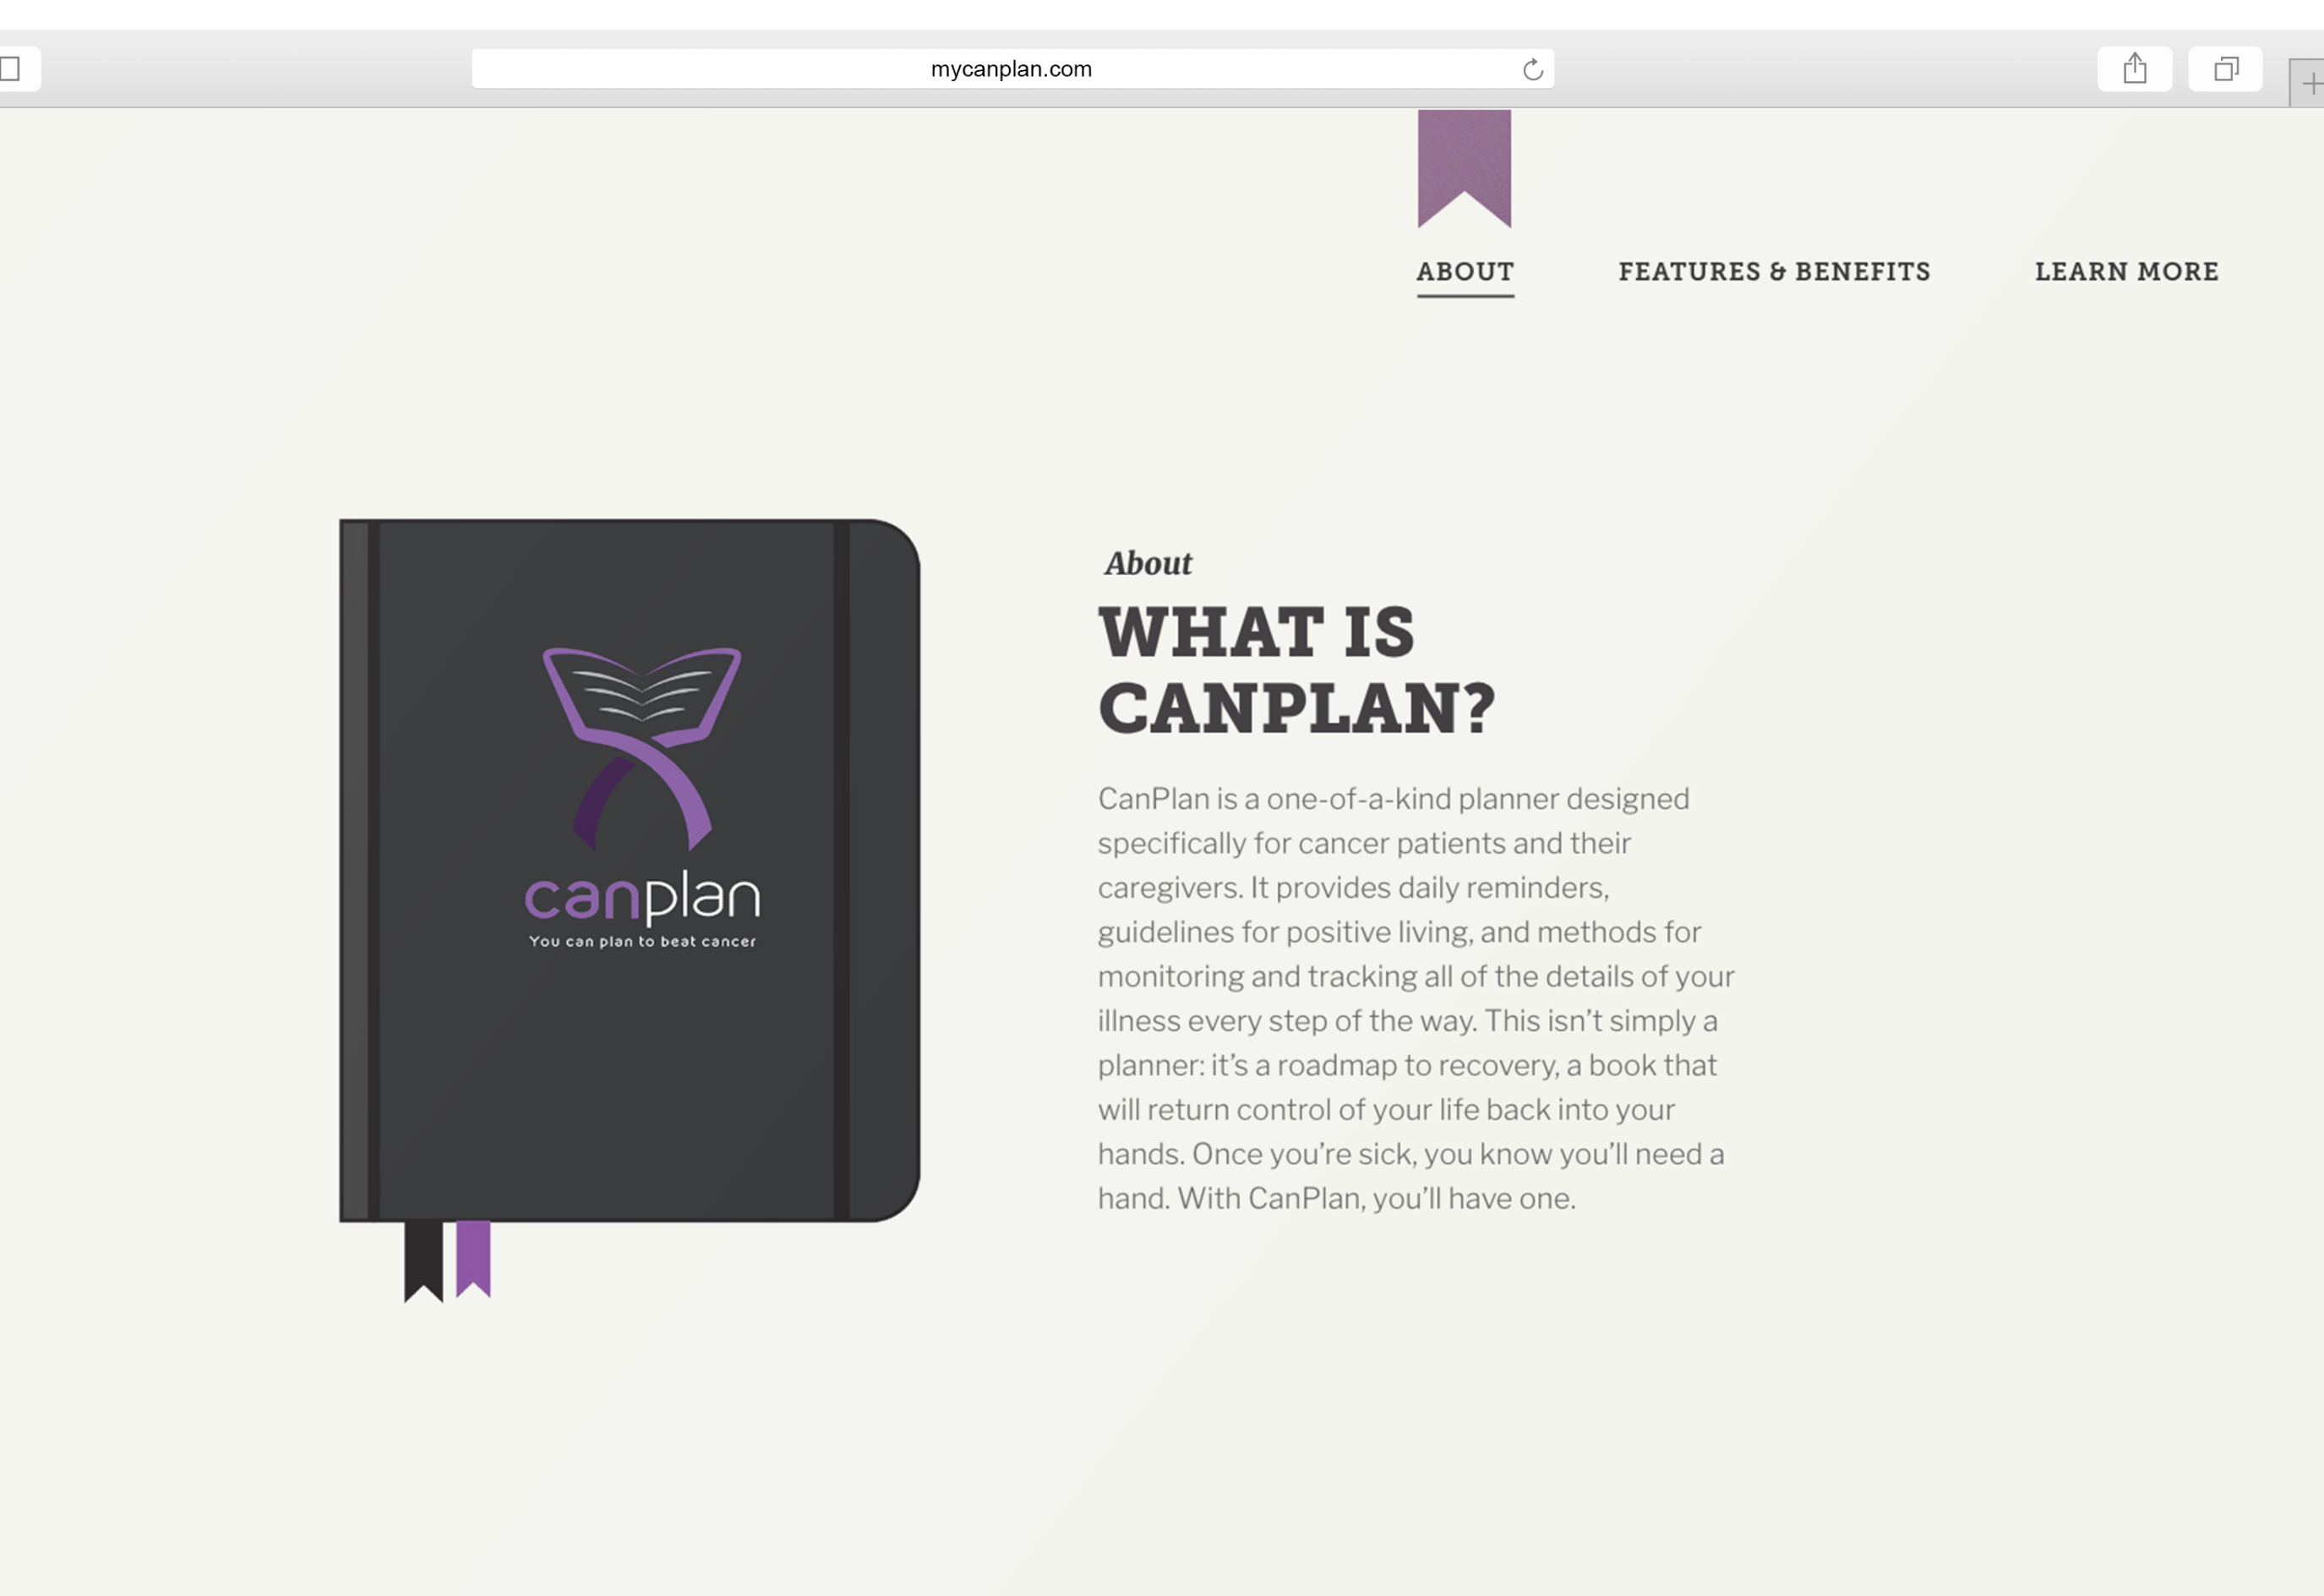 mycanplan.com
ABOUT
FEATURES & BENEFITS
LEARN MORE
canplan
You can plan to beat cancer
About
WHAT IS
CANPLAN?
CanPlan is a one-of-a-kind planner designed
specifically for cancer patients and their
caregivers. It provides daily reminders,
guidelines for positive living, and methods for
monitoring and tracking all of the details of your
illness every step of the way. This isn’t simply a
planner: it’s a roadmap to recovery, a book that
will return control of your life back into your
hands. Once you’re sick, you know you’ll need a
hand. With CanPlan, you’ll have one.